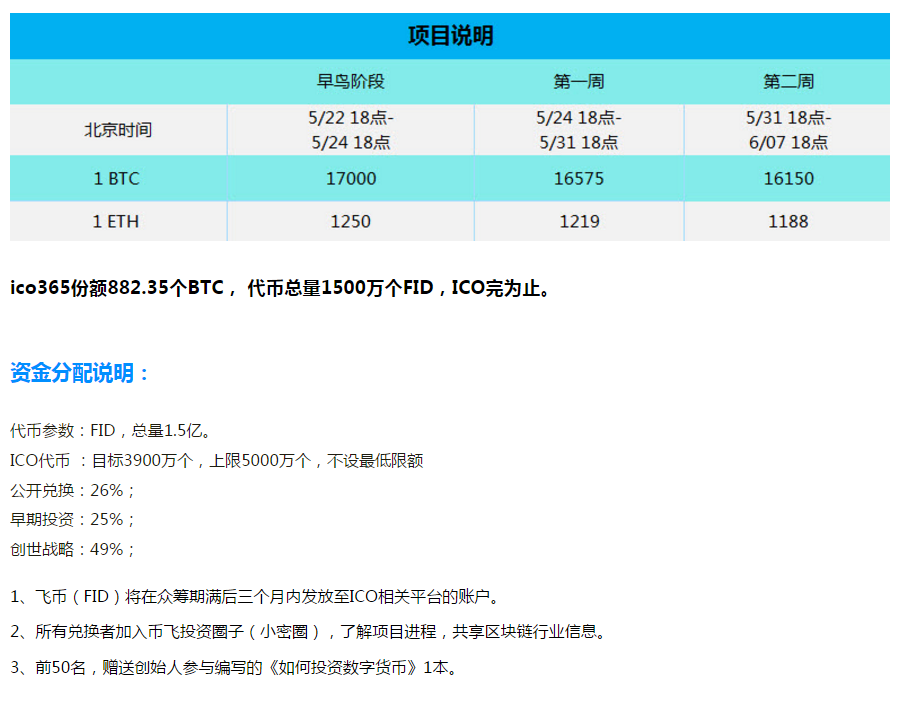 项目说明
早鸟阶段 第一周 第二周
北京时间 5/22 18点- 5/24 18点 5/24 18点- 5/31 18点 5/31 18点- 6/07 18点
1 BTC 17000 16575 16150
1 ETH 1250 1219 1188
ico365份额882.35个BTC， 代币总量1500万个FID，ICO完为止。
资金分配说明：
代币参数：FID，总量1.5亿。
ICO代币 ：目标3900万个，上限5000万个，不设最低限额
公开兑换：26%；
早期投资：25%；
创世战略：49%；
1、飞币（FID）将在众筹期满后三个月内发放至ICO相关平台的账户。
2、所有兑换者加入币飞投资圈子（小密圈），了解项目进程，共享区块链行业信息。
3、前50名，赠送创始人参与编写的《如何投资数字货币》1本。